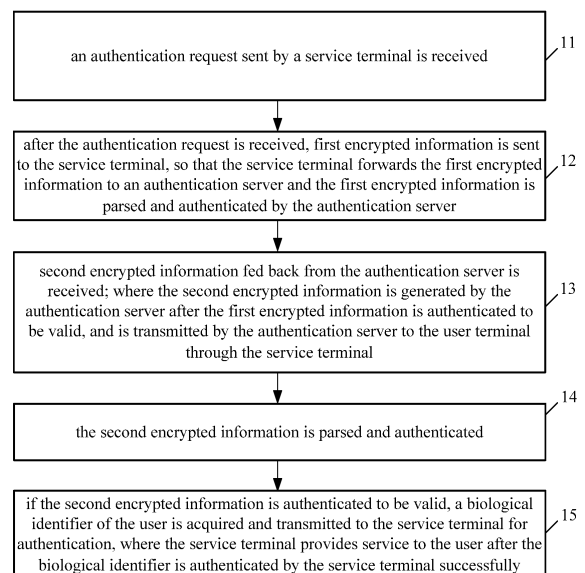 an authentication request sent by a service terminal is received
11
after the authentication request is received, first encrypted information is sent
to the service terminal, so that the service terminal forwards the first encrypted
information to an authentication server and the first encrypted information is
parsed and authenticated by the authentication server
12
second encrypted information fed back from the authentication server is
received; where the second encrypted information is generated by the
authentication server after the first encrypted information is authenticated to
be valid, and is transmitted by the authentication server to the user terminal
through the service terminal
13
the second encrypted information is parsed and authenticated
14
if the second encrypted information is authenticated to be valid, a biological
identifier of the user is acquired and transmitted to the service terminal for
authentication, where the service terminal provides service to the user after the
biological identifier is authenticated by the service terminal successfully
15